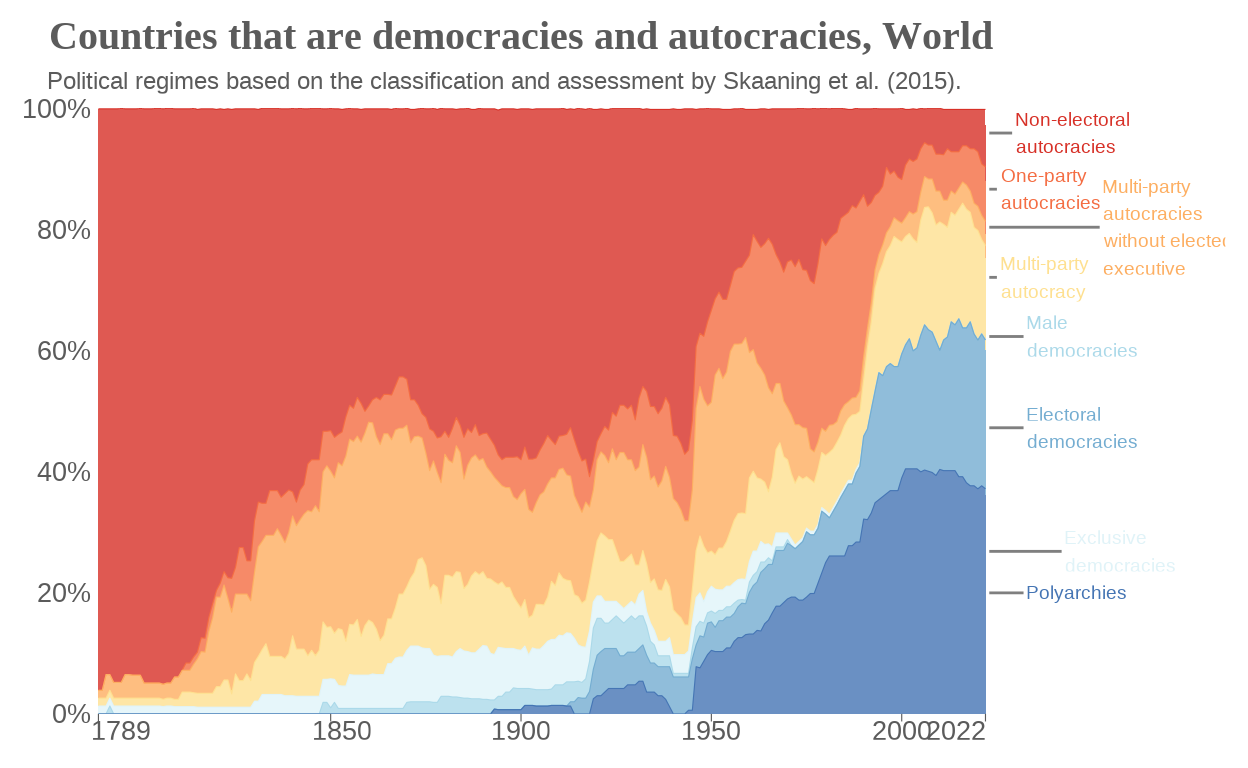 Countries that are democracies and autocracies, World
Political regimes based on the classification and assessment by Skaaning et al. (2015).
100%
80%
60%
40%
20%
0%
1789
1850
1900
1950
2000
2022
Non-electoral
autocracies
One-party
autocracies
Multi-party
autocracies
without elected
executive
Multi-party
autocracy
Male
democracies
Electoral
democracies
Exclusive
democracies
Polyarchies